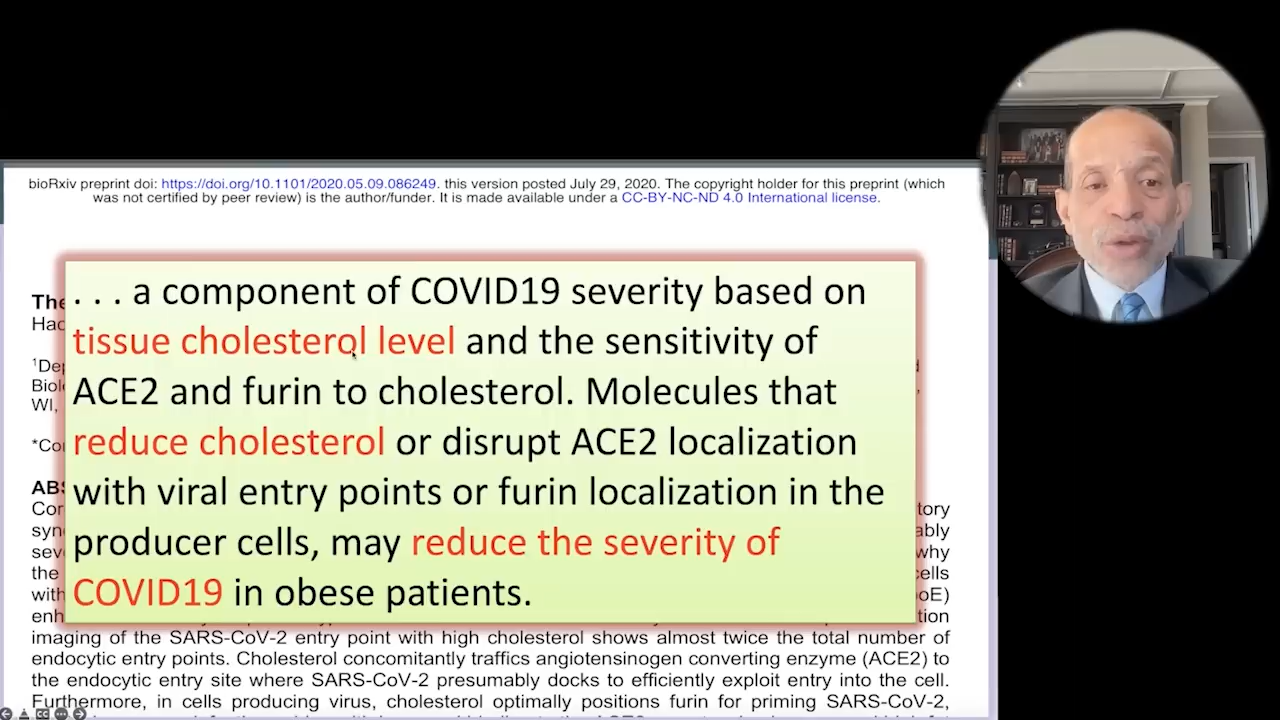 bioRxiv preprint doi: https://doi.org/10.1101/2020.05.09.086249. this version posted July 29, 2020. The copyright holder for this preprint (which
was not certified by peer review) is the author/funder. It is made available under a CC-BY-NC-ND 4.0 International license.
. . . a component of COVID19 severity based on
tissue cholesterol level and the sensitivity of
ACE2 and furin to cholesterol. Molecules that
reduce cholesterol or disrupt ACE2 localization
with viral entry points or furin localization in the
producer cells, may reduce the severity of
COVID19 in obese patients.
imaging of the SARS-CoV-2 entry point with high cholesterol shows almost twice the total number of
endocytic entry points. Cholesterol concomitantly traffics angiotensinogen converting enzyme (ACE2) to
the endocytic entry site where SARS-CoV-2 presumably docks to efficiently exploit entry into the cell.
Furthermore, in cells producing virus, cholesterol optimally positions furin for priming SARS-CoV-2,